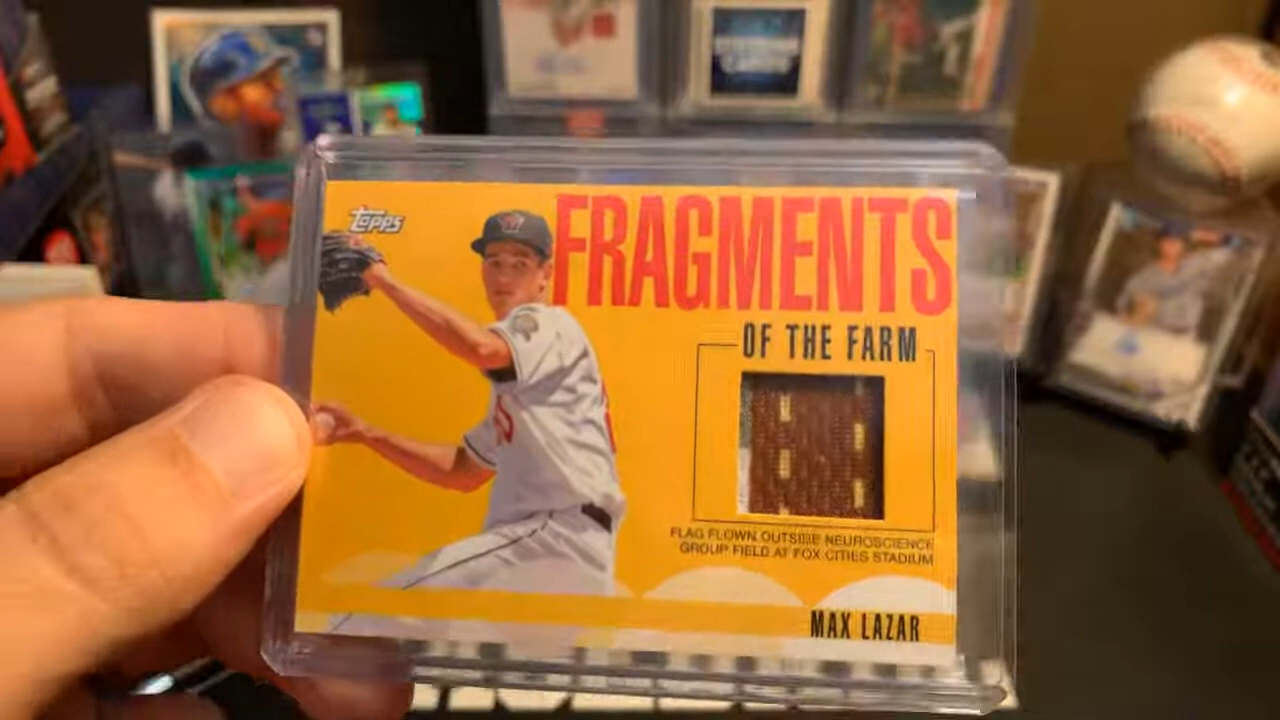 Topps
FRAGMENTS
OF THE FARM
FLAG FLOWN OUTSIDE NEUROSCIENCE
GROUP FIELD AT FOX CITIES STADIUM
MAX LAZAR